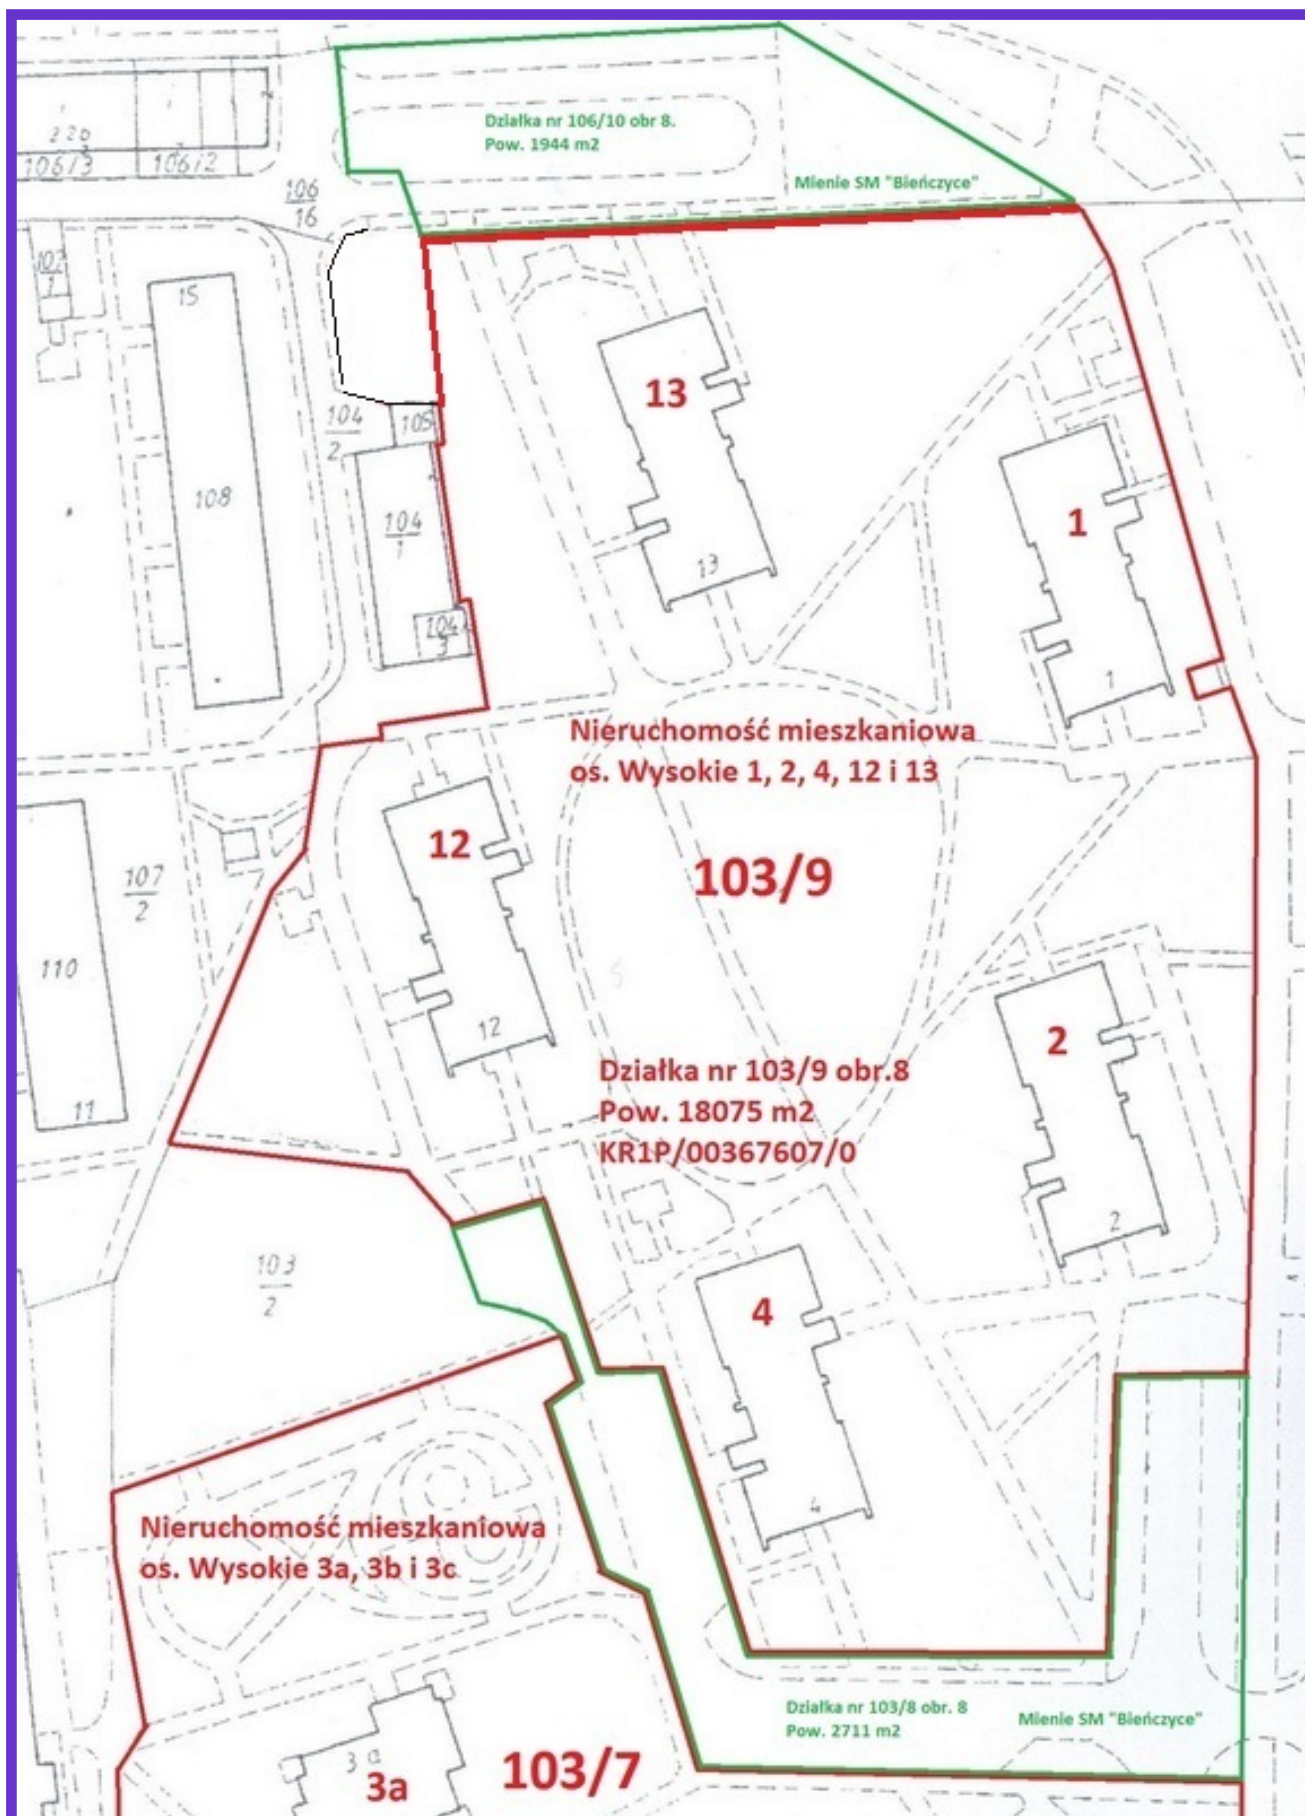 Działka nr 106/10 obr 8.
Pow. 1944 m2
Mienie SM "Bieńczyce"
106/3
106/2
106
16
15
13
104
2
105
108
104
1
1
13
104
3
1
Nieruchomość mieszkaniowa
os. Wysokie 1, 2, 4, 12 i 13
12
103/9
107
2
110
2
12
Działka nr 103/9 obr.8
Pow. 18075 m2
KR1P/00367607/0
11
2
103
2
4
4
Nieruchomość mieszkaniowa
os. Wysokie 3a, 3b i 3c
Działka nr 103/8 obr. 8
Pow. 2711 m2
Mienie SM "Bieńczyce"
3a
3a
103/7